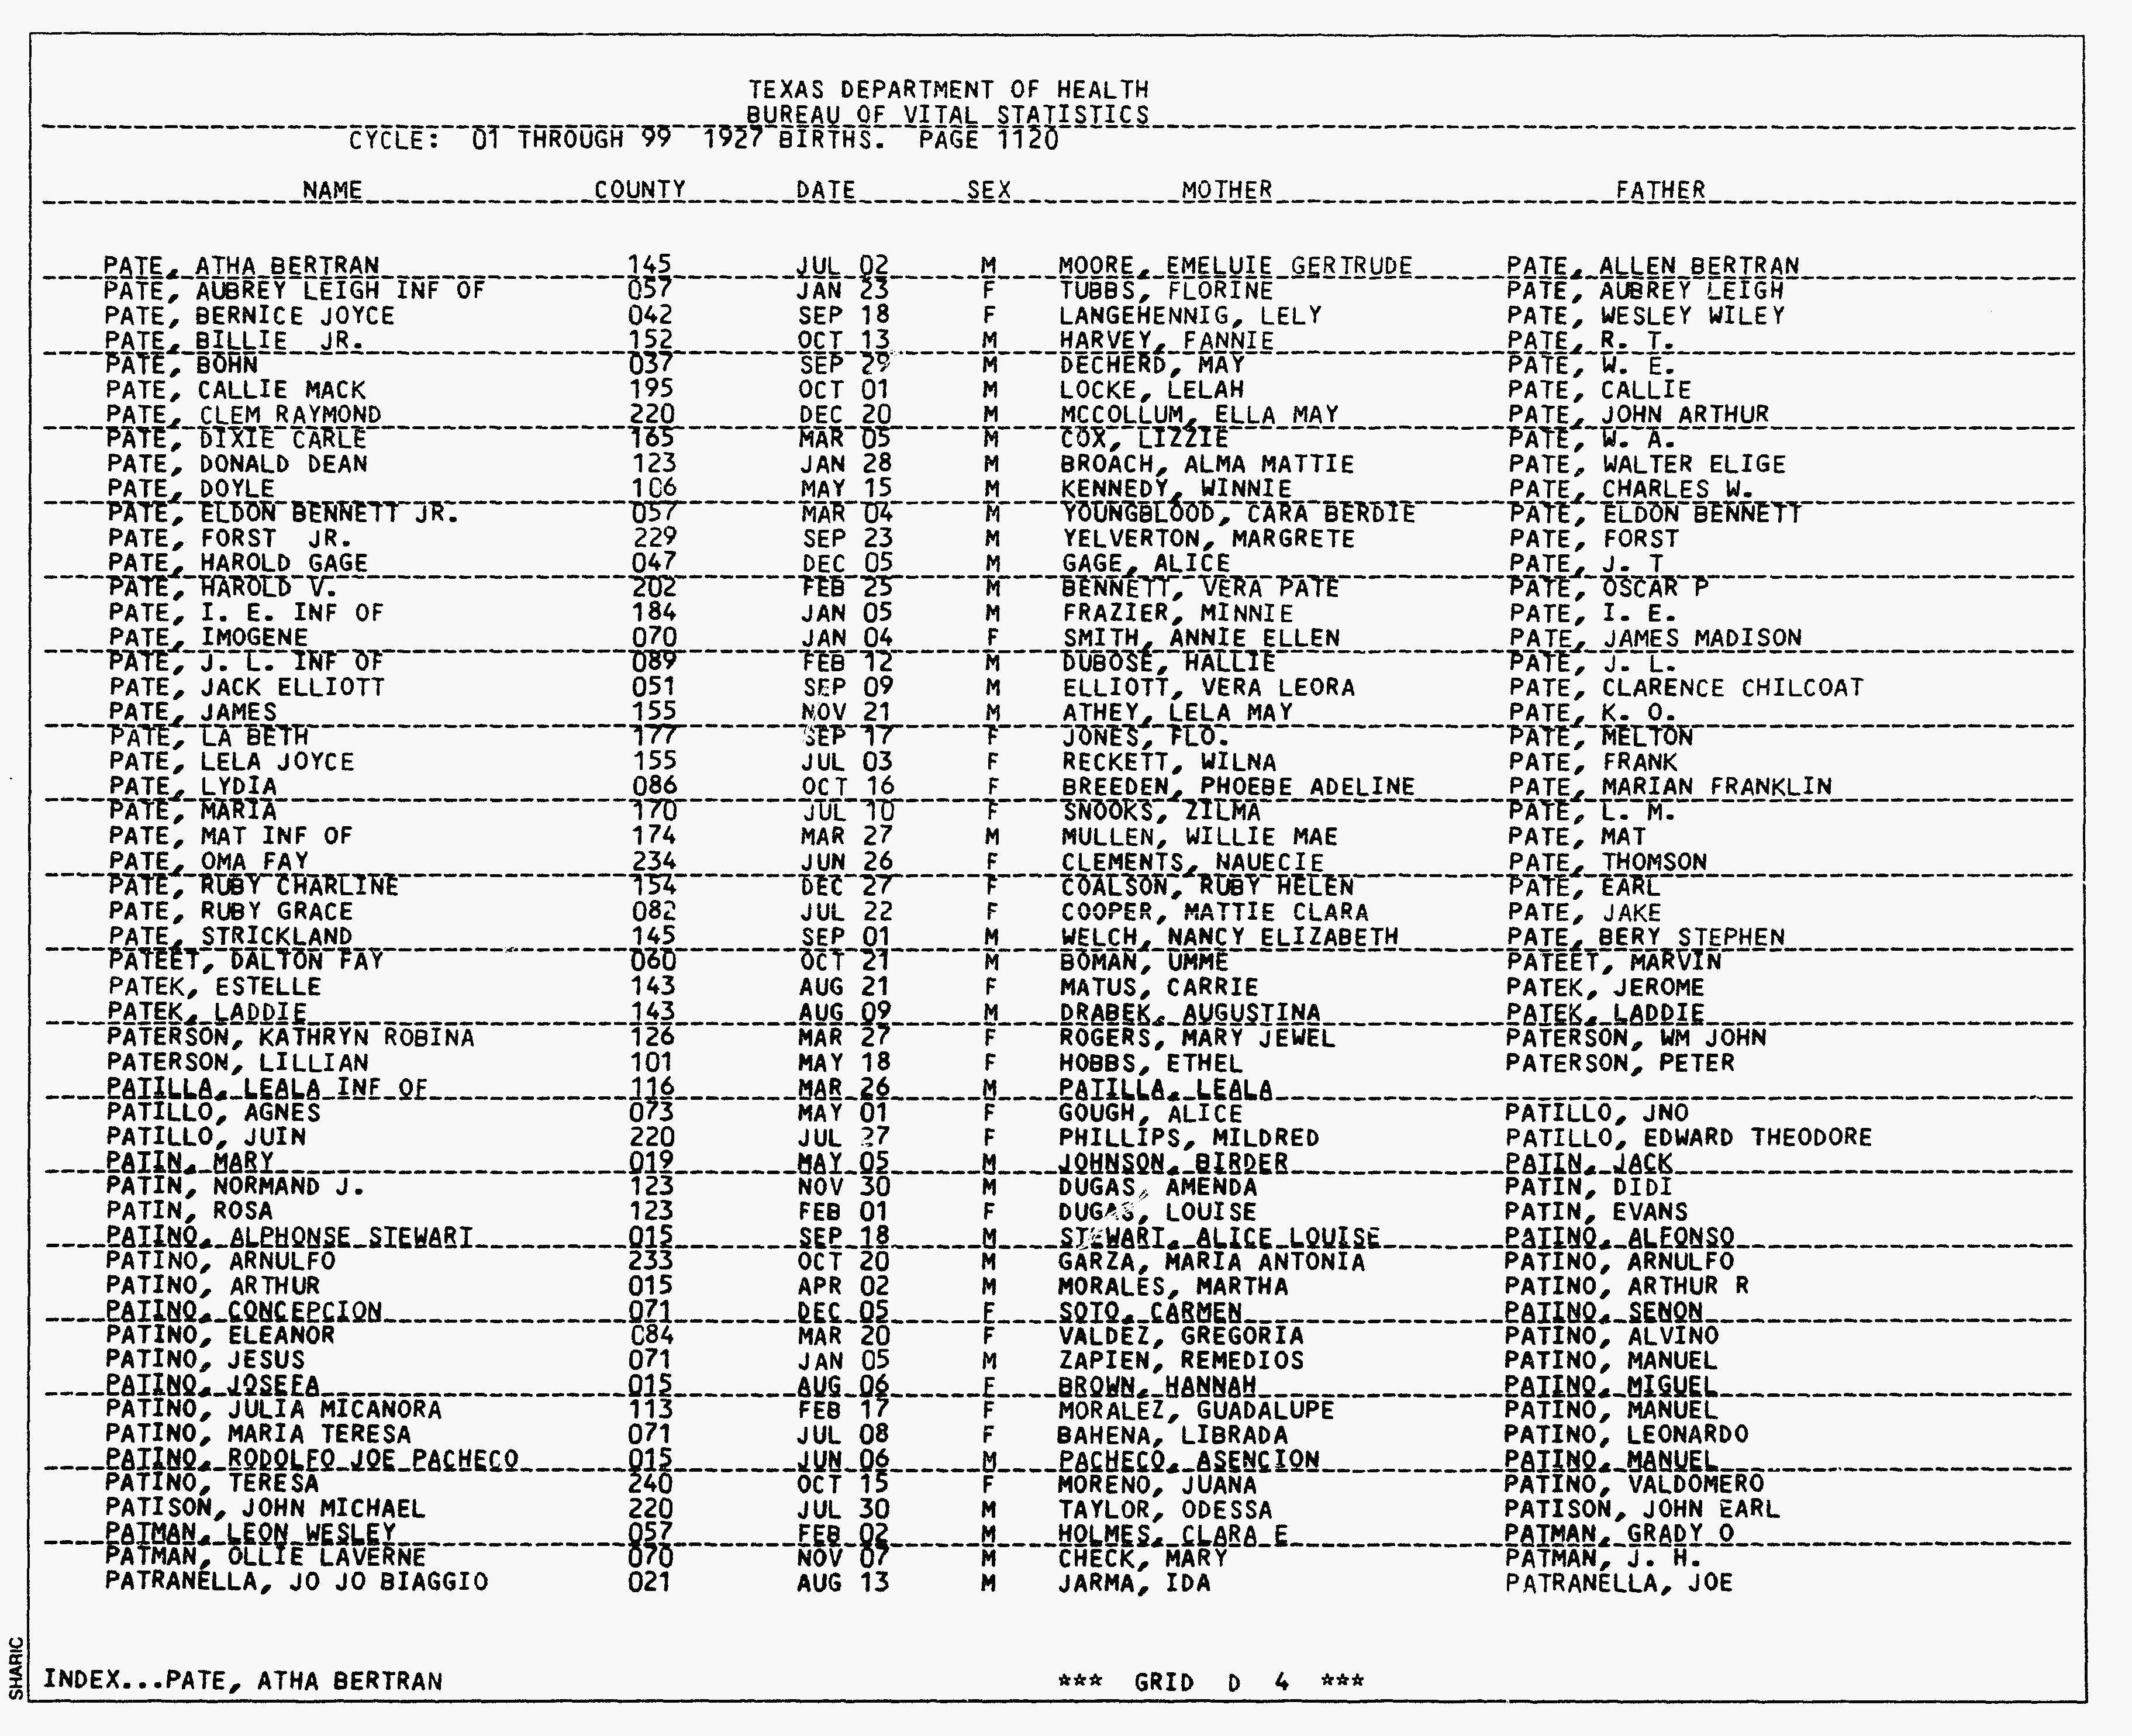 TEXAS DEPARTMENT OF HEALTH
BUREAU OF VITAL STATISTICS
CYCLE: 01 THROUGH 99 1927 BIRTHS. PAGE 1120
NAME COUNTY DATE SEX MOTHER FATHER
PATE, ATHA BERTRAN 145 JUL 02 M MOORE, EMELUIE GERTRUDE PATE, ALLEN BERTRAN
PATE, AUBREY LEIGH INF OF 057 JAN 23 F TUBBS, FLORINE PATE, AUBREY LEIGH
PATE, BERNICE JOYCE 042 SEP 18 F LANGEHENNIG, LELY PATE, WESLEY WILEY
PATE, BILLIE JR. 152 OCT 13 M HARVEY, FANNIE PATE, R. T.
PATE, BOHN 037 SEP 29 M DECHERD, MAY PATE, W. E.
PATE, CALLIE MACK 195 OCT 01 M LOCKE, LELAH PATE, CALLIE
PATE, CLEM RAYMOND 220 DEC 20 M MCCOLLUM, ELLA MAY PATE, JOHN ARTHUR
PATE, DIXIE CARLE 165 MAR 05 M COX, LIZZIE PATE, W. A.
PATE, DONALD DEAN 123 JAN 28 M BROACH, ALMA MATTIE PATE, WALTER ELIGE
PATE, DOYLE 106 MAY 15 M KENNEDY, WINNIE PATE, CHARLES W.
PATE, ELDON BENNETT JR. 057 MAR 04 M YOUNGBLOOD, CARA BERDIE PATE, ELDON BENNETT
PATE, FORST JR. 229 SEP 23 M YELVERTON, MARGRETE PATE, FORST
PATE, HAROLD GAGE 047 DEC 05 M GAGE, ALICE PATE, J. T
PATE, HAROLD V. 202 FEB 25 M BENNETT, VERA PATE PATE, OSCAR P
PATE, I. E. INF OF 184 JAN 05 M FRAZIER, MINNIE PATE, I. E.
PATE, IMOGENE 070 JAN 04 F SMITH, ANNIE ELLEN PATE, JAMES MADISON
PATE, J. L. INF OF 089 FEB 12 M DUBOSE, HALLIE PATE, J. L.
PATE, JACK ELLIOTT 051 SEP 09 M ELLIOTT, VERA LEORA PATE, CLARENCE CHILCOAT
PATE, JAMES 155 NOV 21 M ATHEY, LELA MAY PATE, K. O.
PATE, LA BETH 177 SEP 17 F JONES, FLO. PATE, MELTON
PATE, LELA JOYCE 155 JUL 03 F RECKETT, WILNA PATE, FRANK
PATE, LYDIA 086 OCT 16 F BREEDEN, PHOEBE ADELINE PATE, MARIAN FRANKLIN
PATE, MARIA 170 JUL 10 F SNOOKS, ZILMA PATE, L. M.
PATE, MAT INF OF 174 MAR 27 M MULLEN, WILLIE MAE PATE, MAT
PATE, OMA FAY 234 JUN 26 F CLEMENTS, NAUECIE PATE, THOMSON
PATE, RUBY CHARLINE 154 DEC 27 F COALSON, RUBY HELEN PATE, EARL
PATE, RUBY GRACE 082 JUL 22 F COOPER, MATTIE CLARA PATE, JAKE
PATE, STRICKLAND 145 SEP 01 M WELCH, NANCY ELIZABETH PATE, BERY STEPHEN
PATEET, DALTON FAY 060 OCT 21 M BOMAN, UMME PATEET, MARVIN
PATEK, ESTELLE 143 AUG 21 F MATUS, CARRIE PATEK, JEROME
PATEK, LADDIE 143 AUG 09 M DRABEK, AUGUSTINA PATEK, LADDIE
PATERSON, KATHRYN ROBINA 126 MAR 27 F ROGERS, MARY JEWEL PATERSON, WM JOHN
PATERSON, LILLIAN 101 MAY 18 F HOBBS, ETHEL PATERSON, PETER
PATILLA, LEALA INF OF 116 MAR 26 M PATILLA, LEALA
PATILLO, AGNES 073 MAY 01 F GOUGH, ALICE PATILLO, JNO
PATILLO, JUIN 220 JUL 27 F PHILLIPS, MILDRED PATILLO, EDWARD THEODORE
PATIN, MARY 019 MAY 05 M JOHNSON, BIRDER PATIN, JACK
PATIN, NORMAND J. 123 NOV 30 M DUGAS, AMENDA PATIN, DIDI
PATIN, ROSA 123 FEB 01 F DUGAS, LOUISE PATIN, EVANS
PATINO, ALPHONSE STEWART 015 SEP 18 M STEWART, ALICE LOUISE PATINO, ALFONSO
PATINO, ARNULFO 233 OCT 20 M GARZA, MARIA ANTONIA PATINO, ARNULFO
PATINO, ARTHUR 015 APR 02 M MORALES, MARTHA PATINO, ARTHUR R
PATINO, CONCEPCION 071 DEC 05 F SOTO, CARMEN PATINO, SENON
PATINO, ELEANOR 084 MAR 20 F VALDEZ, GREGORIA PATINO, ALVINO
PATINO, JESUS 071 JAN 05 M ZAPIEN, REMEDIOS PATINO, MANUEL
PATINO, JOSEFA 015 AUG 06 F BROWN, HANNAH PATINO, MIGUEL
PATINO, JULIA MICANORA 113 FEB 17 F MORALEZ, GUADALUPE PATINO, MANUEL
PATINO, MARIA TERESA 071 JUL 08 F BAHENA, LIBRADA PATINO, LEONARDO
PATINO, RODOLFO JOE PACHECO 015 JUN 06 M PACHECO, ASENCION PATINO, MANUEL
PATINO, TERESA 240 OCT 15 F MORENO, JUANA PATINO, VALDOMERO
PATISON, JOHN MICHAEL 220 JUL 30 M TAYLOR, ODESSA PATISON, JOHN EARL
PATMAN, LEON WESLEY 057 FEB 02 M HOLMES, CLARA E PATMAN, GRADY O
PATMAN, OLLIE LAVERNE 070 NOV 07 M CHECK, MARY PATMAN, J. H.
PATRANELLA, JO JO BIAGGIO 021 AUG 13 M JARMA, IDA PATRANELLA, JOE
SHARIC
INDEX...PATE, ATHA BERTRAN *** GRID D 4 ***